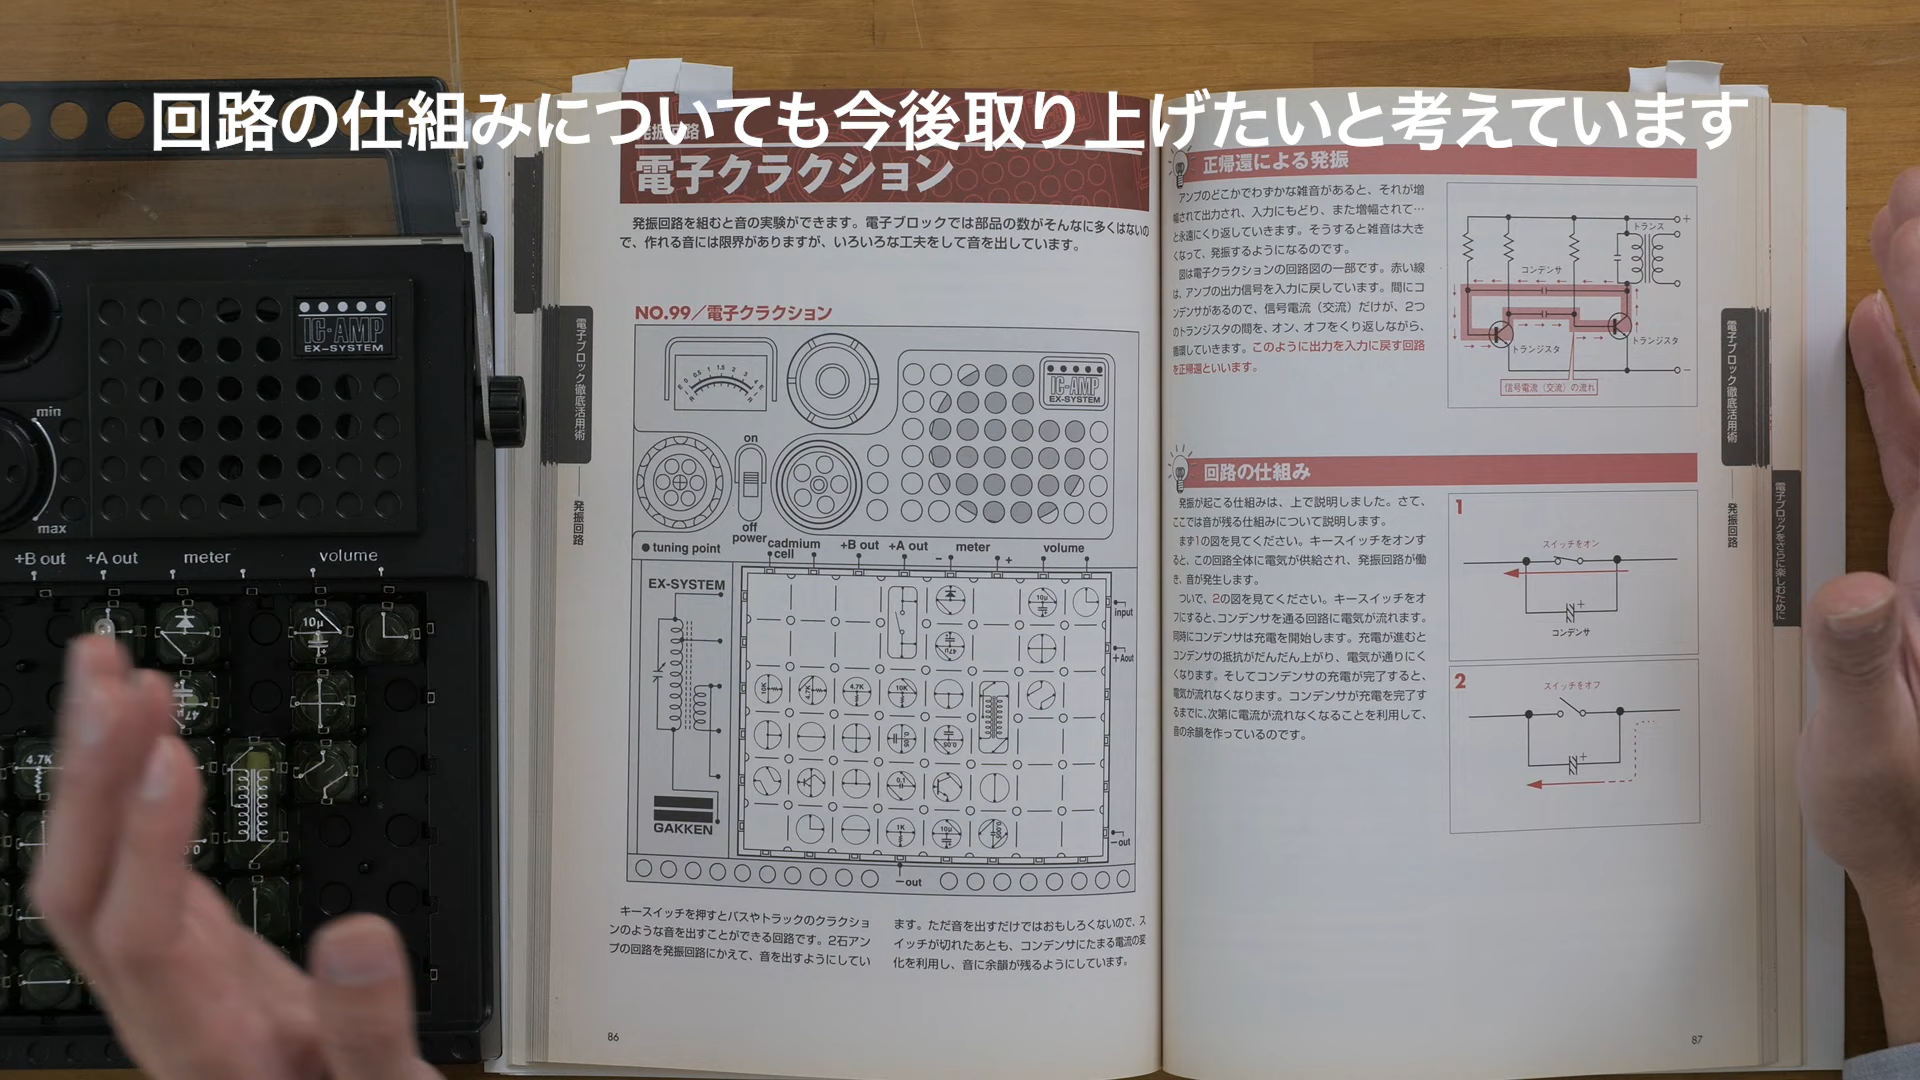 回路の仕組みについても今後取り上げたいと考えています
IC-AMP
EX-SYSTEM
min
max
+B out
+A out
meter
volume
10μ
47μ
4.7K
発振回路
電子クラクション
発振回路を組むと音の実験ができます。電子ブロックでは部品の数がそんなに多くはないの
で、作れる音には限界がありますが、いろいろな工夫をして音を出しています。
電子ブロック徹底活用術
発振回路
NO.99／電子クラクション
IC-AMP
EX-SYSTEM
on
off
power
cadmium
cell
+B out
+A out
meter
- +
volume
tuning point
EX-SYSTEM
input
+Aout
-out
GAKKEN
-out
キースイッチを押すとバスやトラックのクラクショ
ンのような音を出すことができる回路です。2石アン
プの回路を発振回路にかえて、音を出すようにしてい
ます。ただ音を出すだけではおもしろくないので、ス
イッチが切れたあとも、コンデンサにたまる電流の変
化を利用し、音に余韻が残るようにしています。
86
正帰還による発振
アンプのどこかでわずかな雑音があると、それが増
幅されて出力され、入力にもどり、また増幅されて…
と永遠にくり返していきます。そうすると雑音は大き
くなって、発振するようになるのです。
図は電子クラクションの回路図の一部です。赤い線
は、アンプの出力信号を入力に戻しています。間にコ
ンデンサがあるので、信号電流（交流）だけが、2つ
のトランジスタの間を、オン、オフをくり返しながら、
循環していきます。このように出力を入力に戻す回路
を正帰還といいます。
トランス
コンデンサ
トランジスタ
トランジスタ
信号電流（交流）の流れ
回路の仕組み
発振が起こる仕組みは、上で説明しました。さて、
ここでは音が残る仕組みについて説明します。
まず1の図を見てください。キースイッチをオンす
ると、この回路全体に電気が供給され、発振回路が働
き、音が発生します。
ついで、2の図を見てください。キースイッチをオ
フにすると、コンデンサを通る回路に電気が流れます。
同時にコンデンサは充電を開始します。充電が進むと
コンデンサの抵抗がだんだん上がり、電気が通りにく
くなります。そしてコンデンサの充電が完了すると、
電気が流れなくなります。コンデンサが充電を完了す
るまでに、次第に電流が流れなくなることを利用して、
音の余韻を作っているのです。
1
スイッチをオン
コンデンサ
2
スイッチをオフ
電子ブロック徹底活用術
発振回路
電子ブロックをさらに楽しむために
87